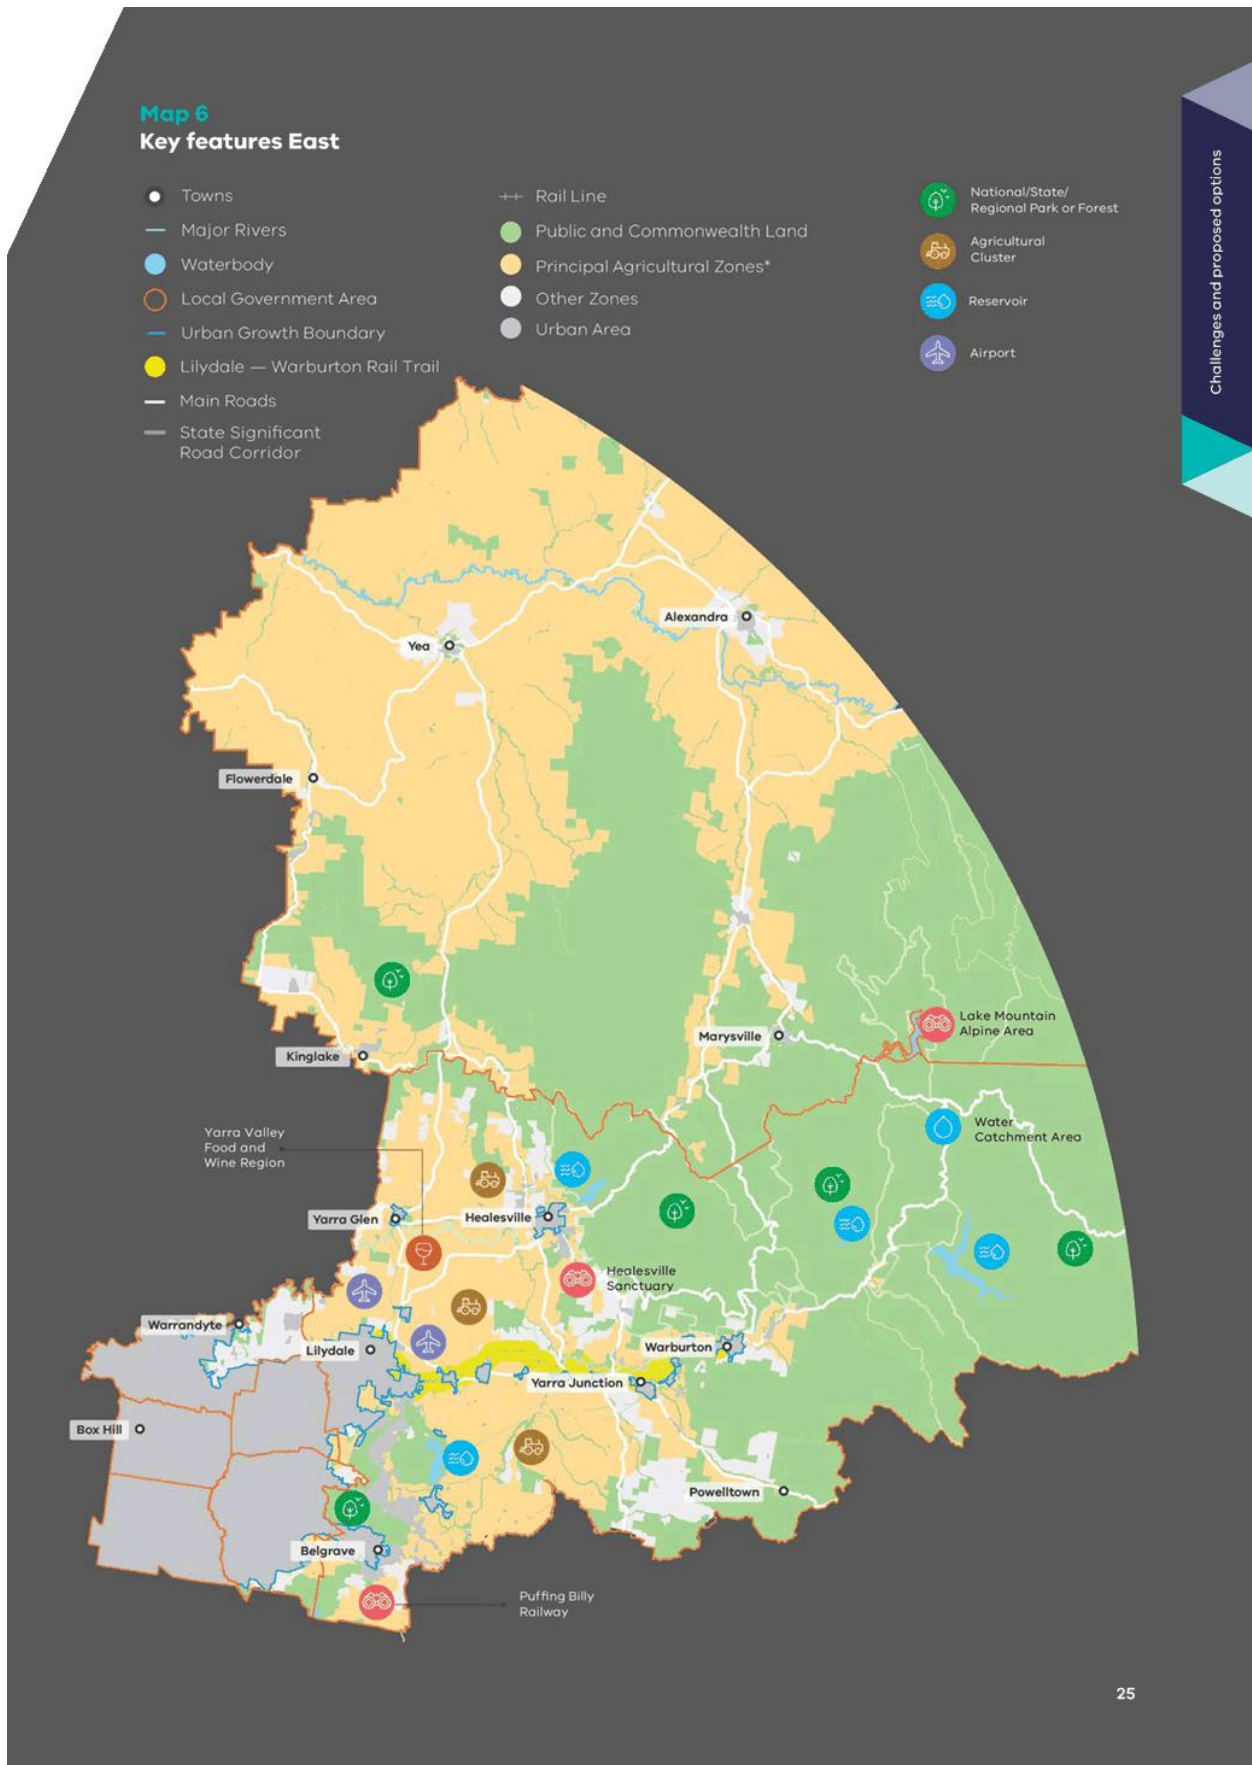 Map 6
Key features East
Towns
Major Rivers
Waterbody
Local Government Area
Urban Growth Boundary
Lilydale — Warburton Rail Trail
Main Roads
State Significant
Road Corridor
Rail Line
Public and Commonwealth Land
Principal Agricultural Zones*
Other Zones
Urban Area
National/State/
Regional Park or Forest
Agricultural
Cluster
Reservoir
Airport
Challenges and proposed options
Alexandra
Yea
Flowerdale
Lake Mountain
Alpine Area
Marysville
Kinglake
Water
Catchment Area
Yarra Valley
Food and
Wine Region
Yarra Glen
Healesville
Healesville
Sanctuary
Warrandyte
Lilydale
Warburton
Yarra Junction
Box Hill
Powelltown
Belgrave
Puffing Billy
Railway
25